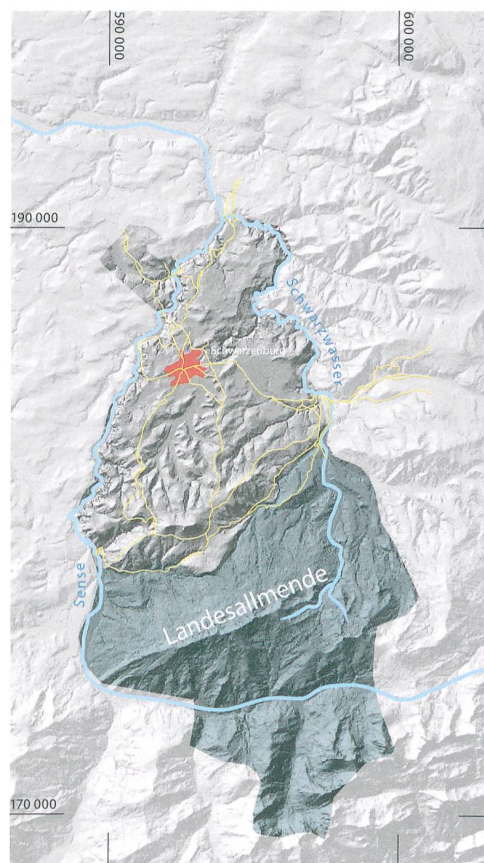 590 000
600 000
190 000
Schwarzwasser
Schwarzenburg
Sense
Landesallmende
170 000